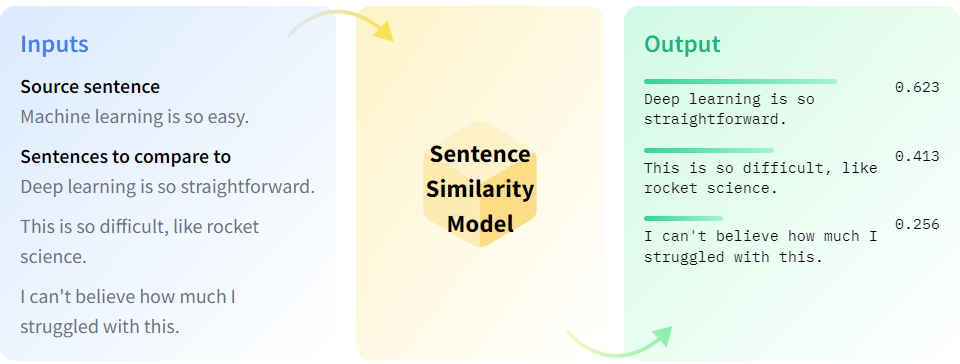 Inputs
Source sentence
Machine learning is so easy.
Sentences to compare to
Deep learning is so straightforward.
This is so difficult, like rocket
science.
I can't believe how much I
struggled with this.
Sentence
Similarity
Model
Output
Deep learning is so
straightforward.
0.623
This is so difficult, like
rocket science.
0.413
I can't believe how much I
struggled with this.
0.256